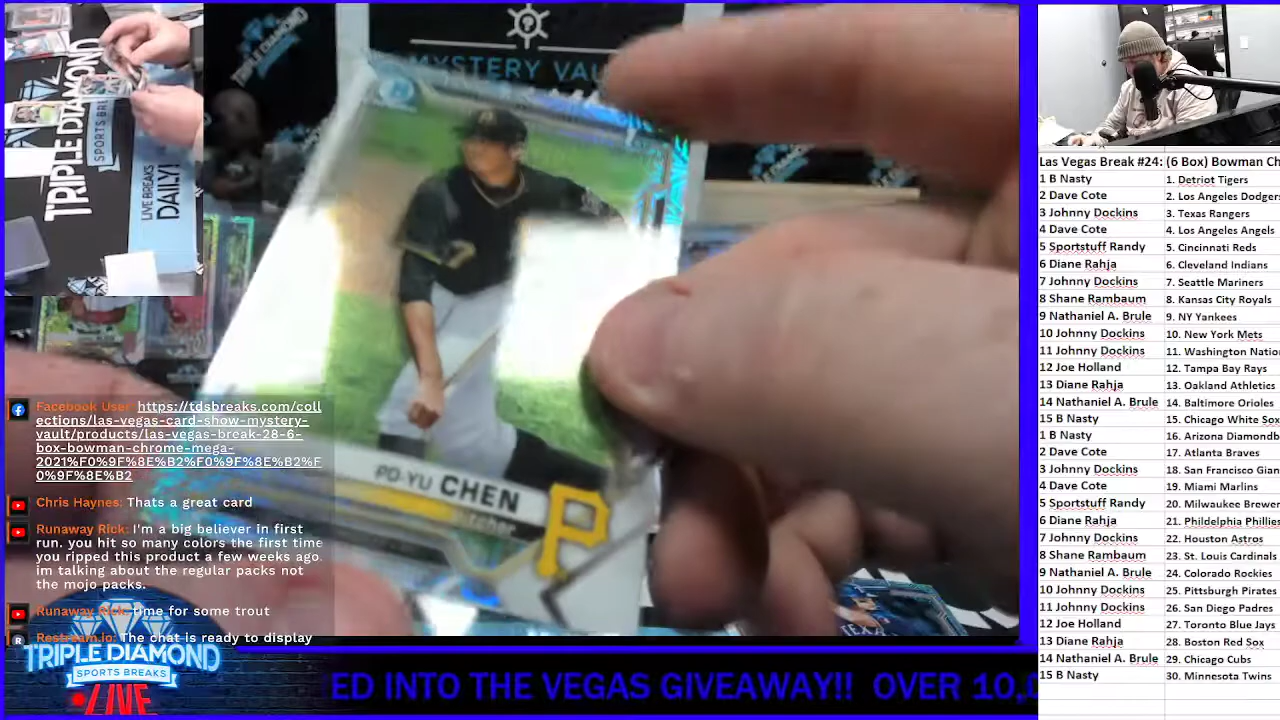 MYSTERY VAU
TRIPLE DIAMOND
SPORTS BREAKS
LIVE BREAKS
DAILY!
PO-YU CHEN
Pitcher
P
Facebook User: https://tdsbreaks.com/coll
ections/las-vegas-card-show-mystery-
vault/products/las-vegas-break-28-6-
box-bowman-chrome-mega-
2021%F0%9F%8E%B2%F0%9F%8E%B2%F
0%9F%8E%B2
Chris Haynes: Thats a great card
Runaway Rick: I'm a big believer in first
run. you hit so many colors the first time
you ripped this product a few weeks ago.
im talking about the regular packs not
the mojo packs.
Runaway Rick: time for some trout
Restream.io: The chat is ready to display
TRIPLE DIAMOND
SPORTS BREAKS
LIVE
ED INTO THE VEGAS
Las Vegas Break #24: (6 Box) Bowman Ch
1 B Nasty 1. Detriot Tigers
2 Dave Cote 2. Los Angeles Dodger
3 Johnny Dockins 3. Texas Rangers
4 Dave Cote 4. Los Angeles Angels
5 Sportstuff Randy 5. Cincinnati Reds
6 Diane Rahja 6. Cleveland Indians
7 Johnny Dockins 7. Seattle Mariners
8 Shane Rambaum 8. Kansas City Royals
9 Nathaniel A. Brule 9. NY Yankees
10 Johnny Dockins 10. New York Mets
11 Johnny Dockins 11. Washington Natio
12 Joe Holland 12. Tampa Bay Rays
13 Diane Rahja 13. Oakland Athletics
14 Nathaniel A. Brule 14. Baltimore Orioles
15 B Nasty 15. Chicago White Sox
1 B Nasty 16. Arizona Diamondb
2 Dave Cote 17. Atlanta Braves
3 Johnny Dockins 18. San Francisco Gian
4 Dave Cote 19. Miami Marlins
5 Sportstuff Randy 20. Milwaukee Brewe
6 Diane Rahja 21. Phildelphia Phillia
7 Johnny Dockins 22. Houston Astros
8 Shane Rambaum 23. St. Louis Cardinals
9 Nathaniel A. Brule 24. Colorado Rockies
10 Johnny Dockins 25. Pittsburgh Pirates
11 Johnny Dockins 26. San Diego Padres
12 Joe Holland 27. Toronto Blue Jays
13 Diane Rahja 28. Boston Red Sox
14 Nathaniel A. Brule 29. Chicago Cubs
15 B Nasty 30. Minnesota Twins